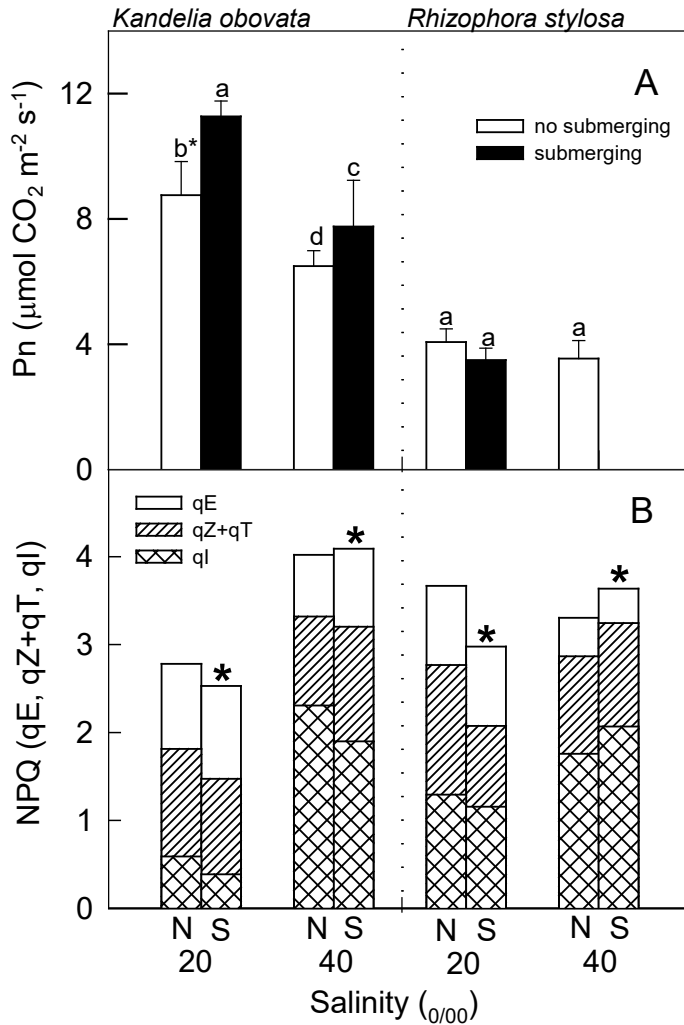 Kandelia obovata Rhizophora stylosa
A
12
8
4
0
Pn (μmol CO₂ m⁻² s⁻¹)
b* a d c a a a
no submerging
submerging
B
qE
qZ+qT
qI
4
3
2
1
0
NPQ (qE, qZ+qT, qI)
* * * *
N S N S N S
20 40 20 40
Salinity (0/00)